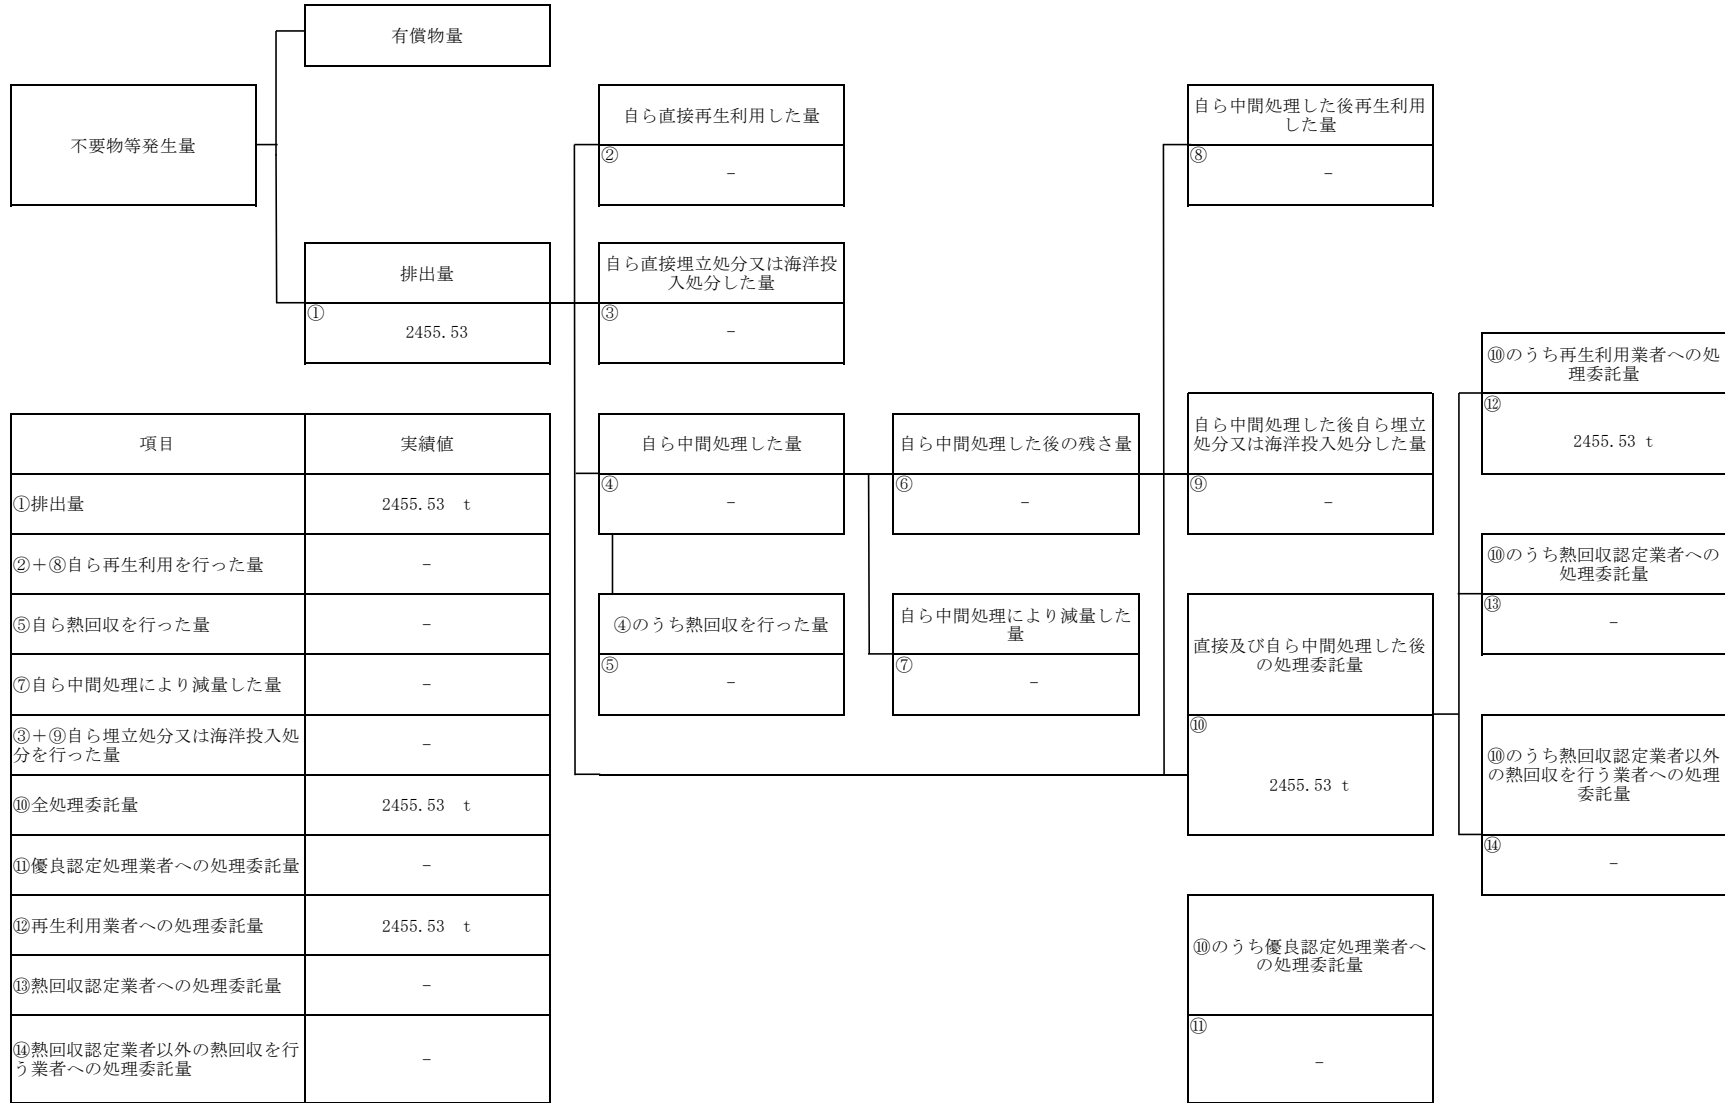 有償物量
不要物等発生量
自ら直接再生利用した量
②
－
自ら中間処理した後再生利用
した量
⑧
－
排出量
①
2455.53
自ら直接埋立処分又は海洋投
入処分した量
③
－
⑩のうち再生利用業者への処
理委託量
⑫
2455.53 t
自ら中間処理した量
④
－
自ら中間処理した後の残さ量
⑥
－
自ら中間処理した後自ら埋立
処分又は海洋投入処分した量
⑨
－
⑩のうち熱回収認定業者への
処理委託量
⑬
－
④のうち熱回収を行った量
⑤
－
自ら中間処理により減量した
量
⑦
－
直接及び自ら中間処理した後
の処理委託量
⑩
2455.53 t
⑩のうち熱回収認定業者以外
の熱回収を行う業者への処理
委託量
⑭
－
⑩のうち優良認定処理業者へ
の処理委託量
⑪
－
項目 実績値
①排出量 2455.53 t
②＋⑧自ら再生利用を行った量 －
⑤自ら熱回収を行った量 －
⑦自ら中間処理により減量した量 －
③＋⑨自ら埋立処分又は海洋投入処
分を行った量 －
⑩全処理委託量 2455.53 t
⑪優良認定処理業者への処理委託量 －
⑫再生利用業者への処理委託量 2455.53 t
⑬熱回収認定業者への処理委託量 －
⑭熱回収認定業者以外の熱回収を行
う業者への処理委託量 －